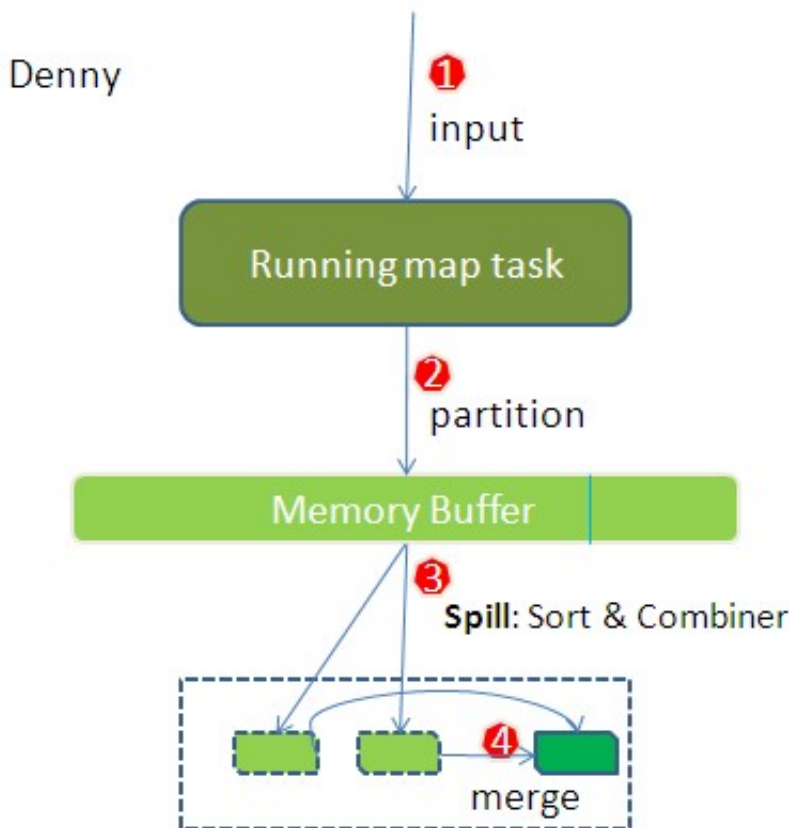 Denny
1
input
Running map task
2
partition
Memory Buffer
3
Spill: Sort & Combiner
4
merge